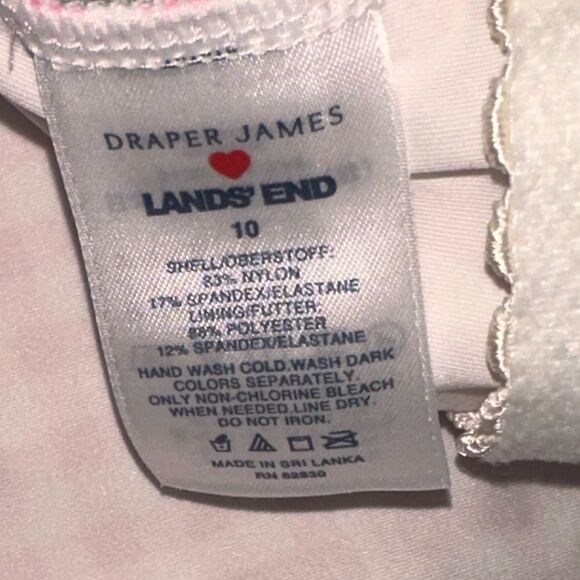 DRAPER JAMES
LANDS' END
10
SHELL/OBERSTOFF:
83% NYLON
17% SPANDEX/ELASTANE
LINING/FUTTER:
88% POLYESTER
12% SPANDEX/ELASTANE
HAND WASH COLD.WASH DARK
COLORS SEPARATELY.
ONLY NON-CHLORINE BLEACH
WHEN NEEDED.LINE DRY.
DO NOT IRON.
MADE IN SRI LANKA
RN 62830